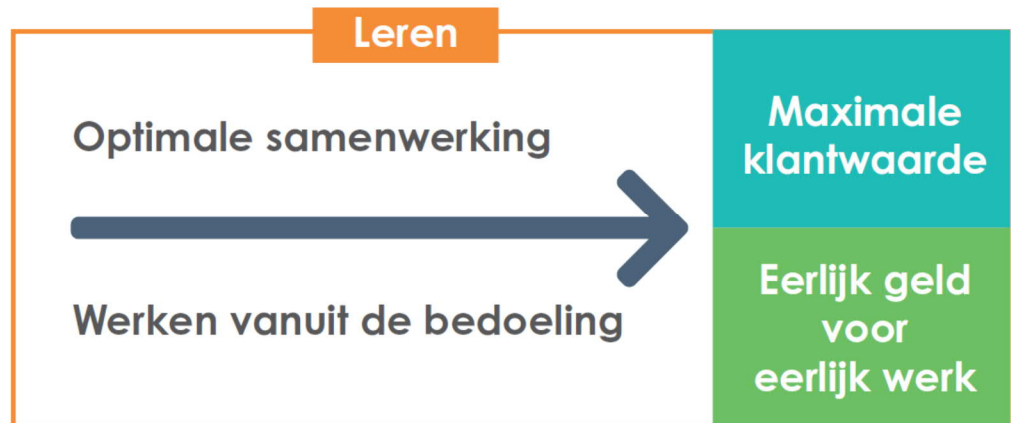 Leren
Optimale samenwerking
Werken vanuit de bedoeling
Maximale
klantwaarde
Eerlijk geld
voor
eerlijk werk